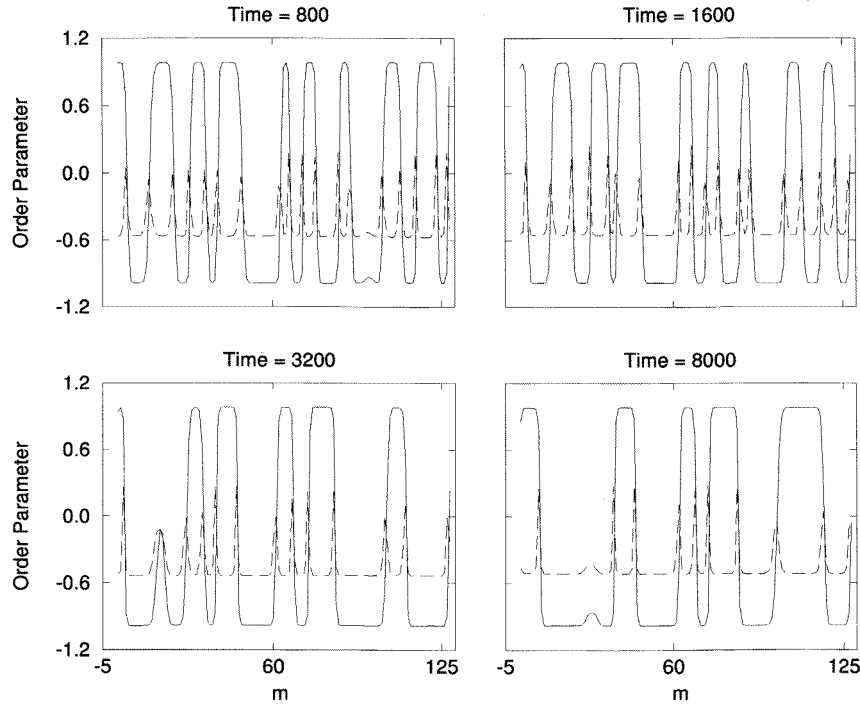 Time = 800
Time = 1600
1.2
0.6
0.0
-0.6
-1.2
Order Parameter
Time = 3200
Time = 8000
1.2
0.6
0.0
-0.6
-1.2
Order Parameter
-5
60
125
-5
60
125
m
m